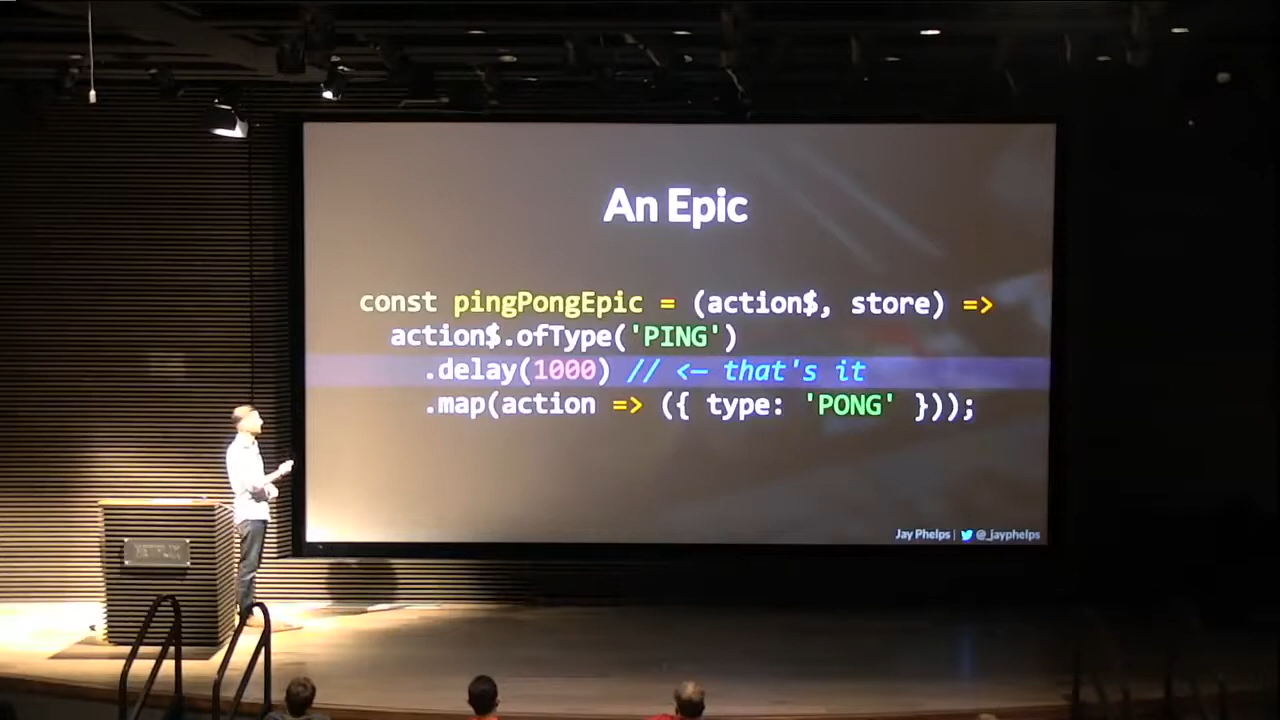 An Epic
const pingPongEpic = (action$, store) =>
action$.ofType('PING')
.delay(1000) // <— that's it
.map(action => ({ type: 'PONG' }));
Jay Phelps | @_jayphelps
NETFLIX